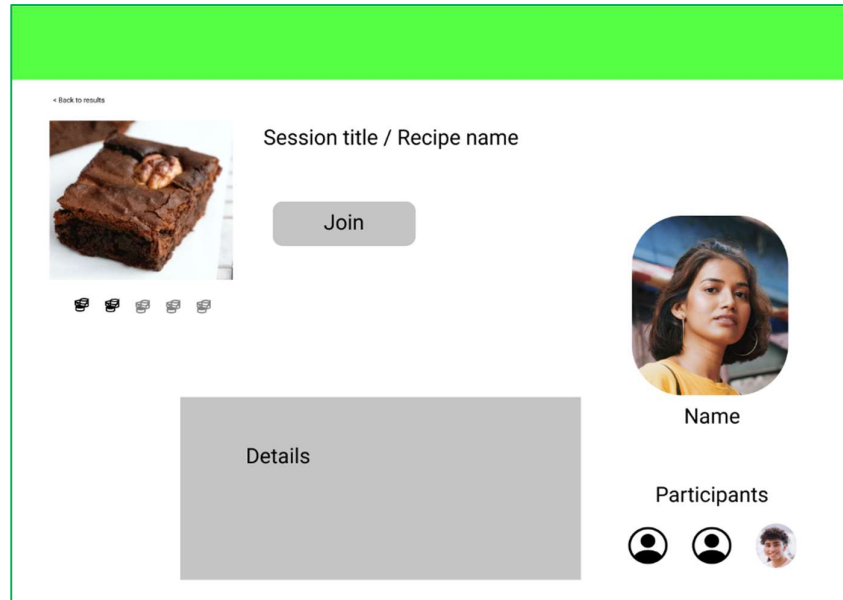 < Back to results
Session title / Recipe name
Join
Name
Details
Participants